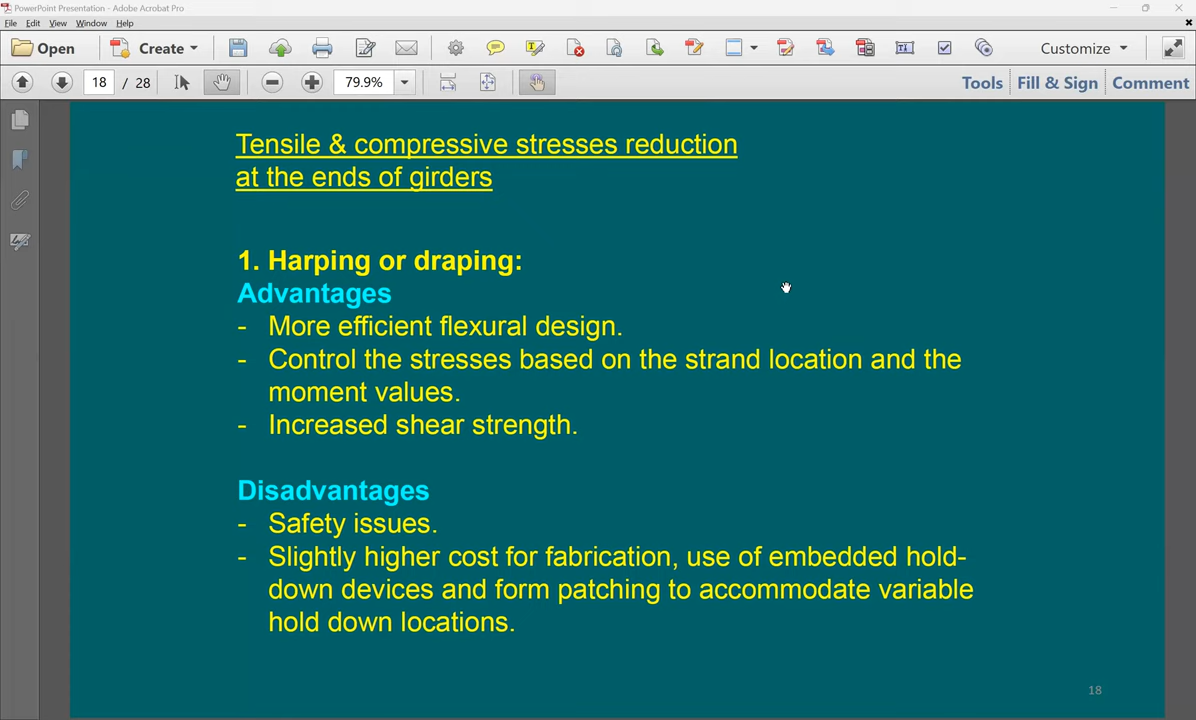 PowerPoint Presentation - Adobe Acrobat Pro
File Edit View Window Help
Open Create Customize
18 / 28 79.9% Tools Fill & Sign Comment
Tensile & compressive stresses reduction
at the ends of girders
1. Harping or draping:
Advantages
- More efficient flexural design.
- Control the stresses based on the strand location and the
moment values.
- Increased shear strength.
Disadvantages
- Safety issues.
- Slightly higher cost for fabrication, use of embedded hold-
down devices and form patching to accommodate variable
hold down locations.
18